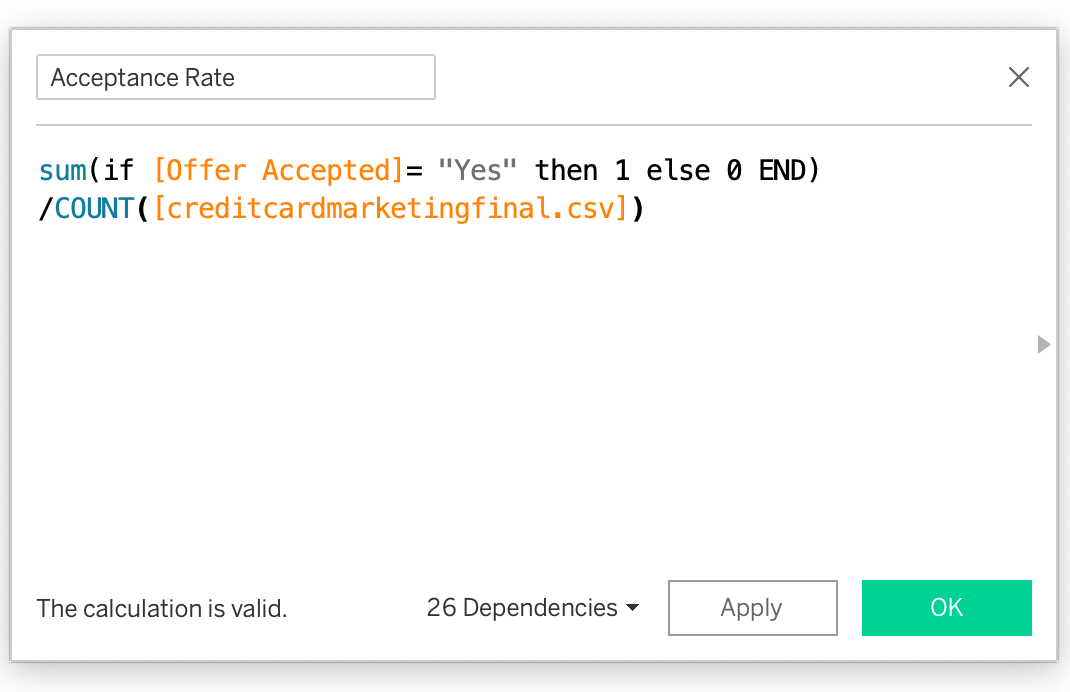 Acceptance Rate
sum(if [Offer Accepted]= "Yes" then 1 else 0 END)
/COUNT([creditcardmarketingfinal.csv])
The calculation is valid.
26 Dependencies
Apply
OK